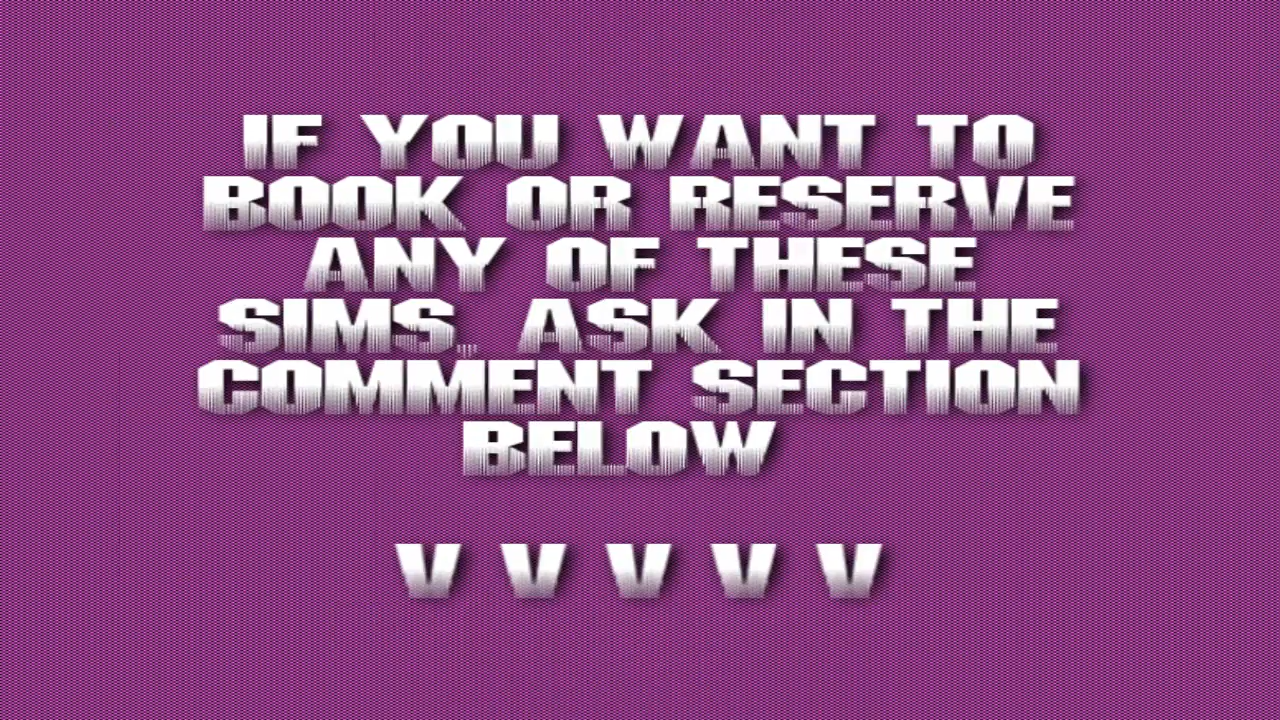 IF YOU WANT TO
BOOK OR RESERVE
ANY OF THESE
SIMS, ASK IN THE
COMMENT SECTION
BELOW
V V V V V